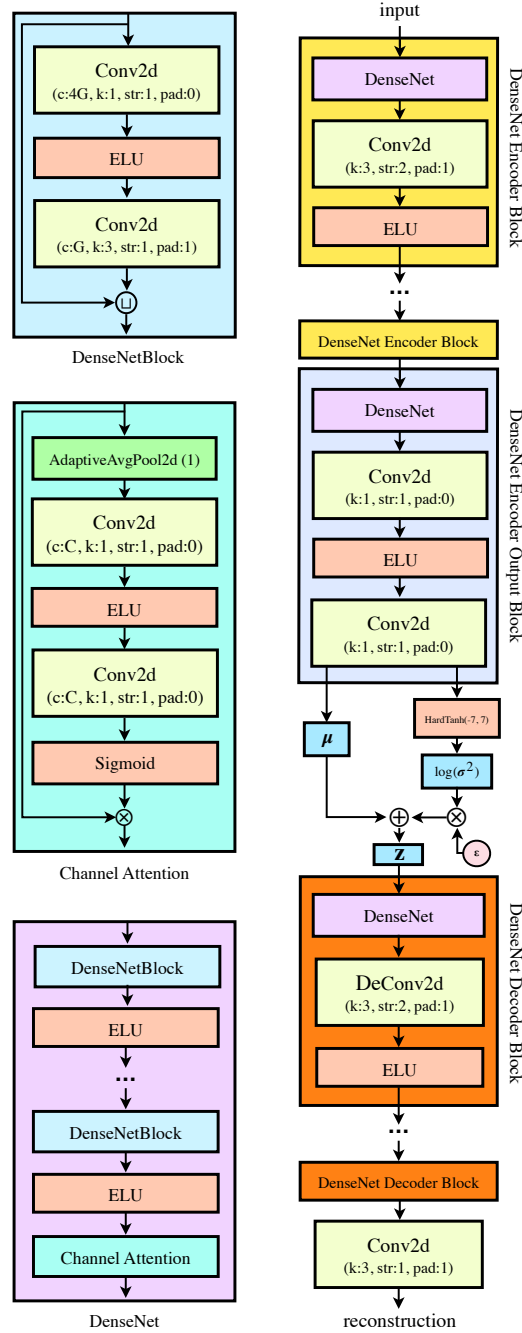 Conv2d
(c:4G, k:1, str:1, pad:0)
ELU
Conv2d
(c:G, k:3, str:1, pad:1)
⊔
DenseNetBlock
AdaptiveAvgPool2d (1)
Conv2d
(c:C, k:1, str:1, pad:0)
ELU
Conv2d
(c:C, k:1, str:1, pad:0)
Sigmoid
⊗
Channel Attention
DenseNetBlock
ELU
...
DenseNetBlock
ELU
Channel Attention
DenseNet
input
DenseNet
Conv2d
(k:3, str:2, pad:1)
ELU
DenseNet Encoder Block
...
DenseNet Encoder Block
DenseNet
Conv2d
(k:1, str:1, pad:0)
ELU
Conv2d
(k:1, str:1, pad:0)
DenseNet Encoder Output Block
HardTanh(-7, 7)
μ
log(σ²)
⊕
⊗
z
ε
DenseNet
DeConv2d
(k:3, str:2, pad:1)
ELU
DenseNet Decoder Block
...
DenseNet Decoder Block
Conv2d
(k:3, str:1, pad:1)
reconstruction